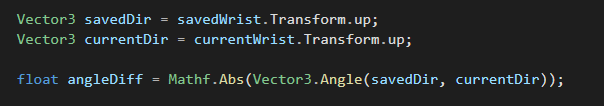 Vector3 savedDir = savedWrist.Transform.up;
Vector3 currentDir = currentWrist.Transform.up;
float angleDiff = Mathf.Abs(Vector3.Angle(savedDir, currentDir));